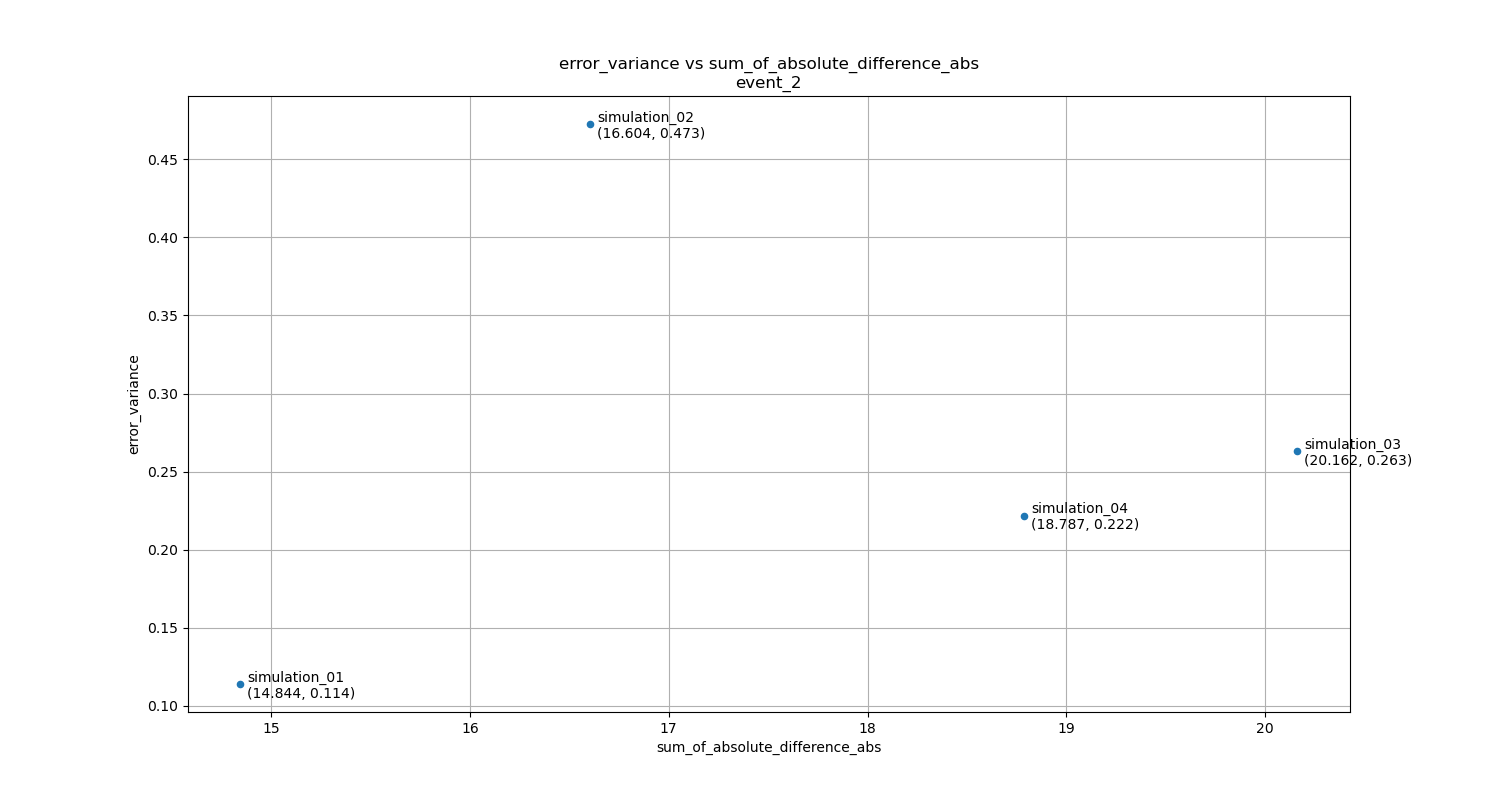 error_variance vs sum_of_absolute_difference_abs
event_2
simulation_02
(16.604, 0.473)
0.45
0.40
0.35
0.30
error_variance
simulation_03
(20.162, 0.263)
0.25
simulation_04
(18.787, 0.222)
0.20
0.15
simulation_01
(14.844, 0.114)
0.10
15 16 17 18 19 20
sum_of_absolute_difference_abs